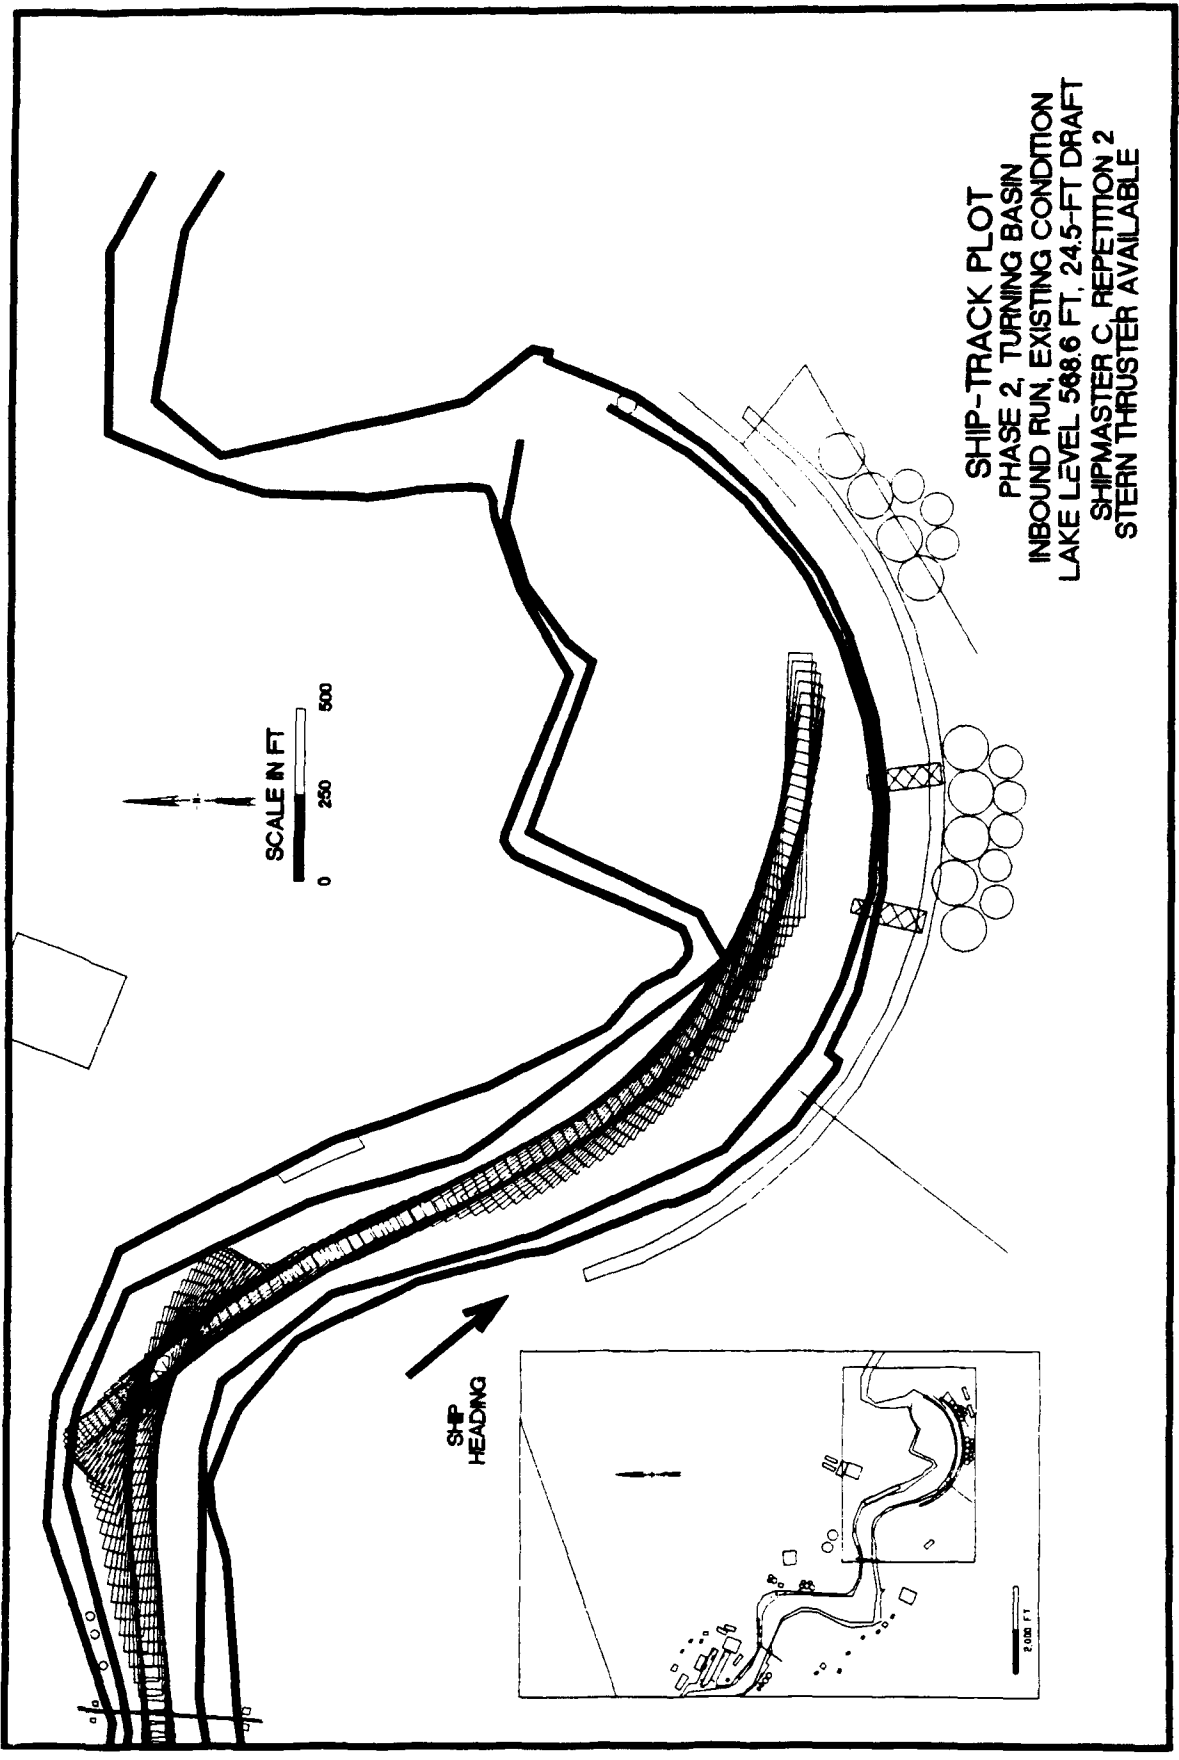 SHIP-TRACK PLOT
PHASE 2, TURNING BASIN
INBOUND RUN, EXISTING CONDITION
LAKE LEVEL 568.6 FT, 24.5-FT DRAFT
SHIPMASTER C, REPETITION 2
STERN THRUSTER AVAILABLE
SCALE IN FT
0 250 500
SHIP
HEADING
2,000 FT